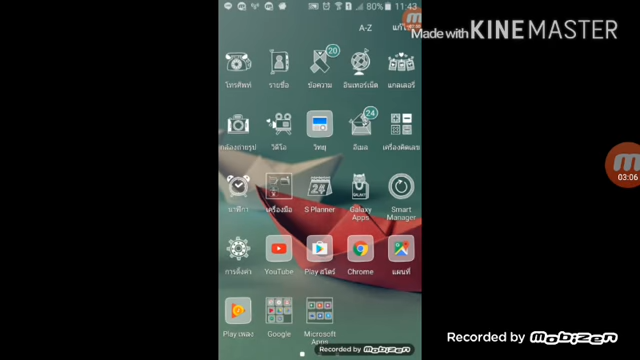 80% 11:43
Made with KINEMASTER
A-Z
20
โทรศัพท์ รายชื่อ ข้อความ อินเทอร์เน็ต แกลเลอรี่
24
กล้องถ่ายรูป วิดีโอ วิทยุ อีเมล เครื่องคิดเลข
03:06
24
นาฬิกา เครื่องมือ S Planner Galaxy Apps Smart Manager
การตั้งค่า YouTube Play สโตร์ Chrome แผนที่
Play เพลง Google Microsoft Apps
Recorded by Mobizen
Recorded by Mobizen